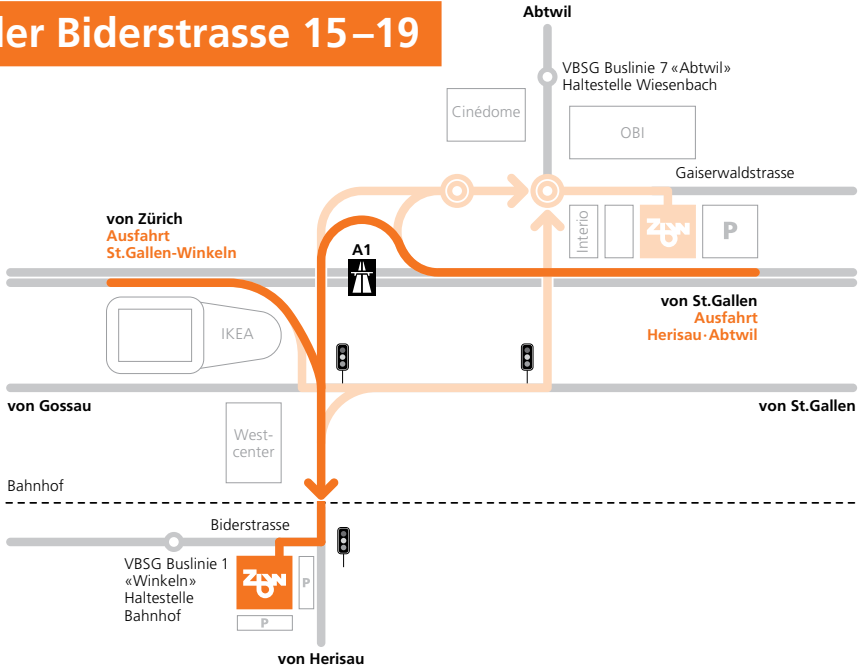 der Biderstrasse 15–19
Abtwil
VBSG Buslinie 7 «Abtwil»
Haltestelle Wiesenbach
Cinédome
OBI
Gaiserwaldstrasse
von Zürich
Ausfahrt
St.Gallen-Winkeln
Interio
P
A1
von St.Gallen
Ausfahrt
Herisau·Abtwil
IKEA
von Gossau
von St.Gallen
West-
center
Bahnhof
Biderstrasse
VBSG Buslinie 1
«Winkeln»
Haltestelle
Bahnhof
P
P
von Herisau